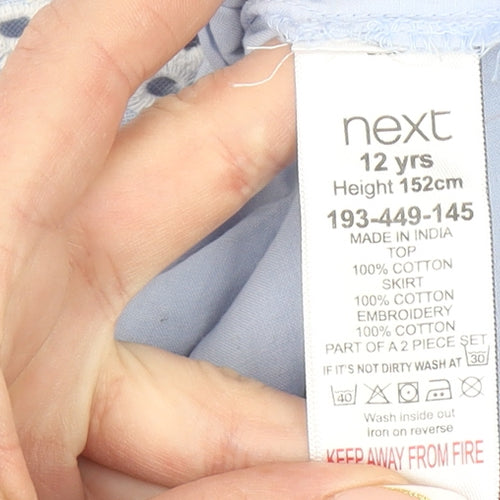 next
12 yrs
Height 152cm
193-449-145
MADE IN INDIA
TOP
100% COTTON
SKIRT
100% COTTON
EMBROIDERY
100% COTTON
PART OF A 2 PIECE SET
IF IT'S NOT DIRTY WASH AT 30
40
Wash inside out
iron on reverse
KEEP AWAY FROM FIRE